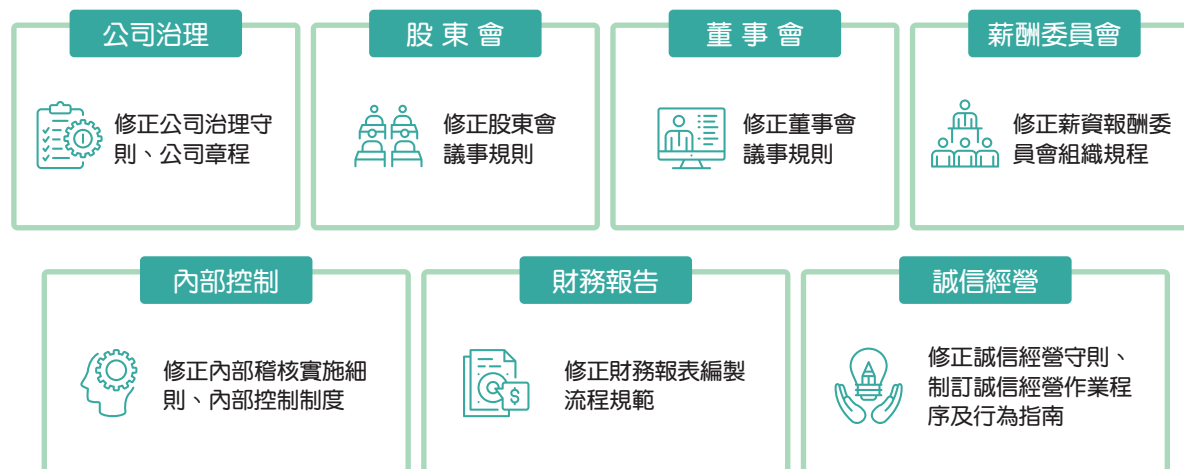 公司治理
修正公司治理守
則、公司章程
股東會
修正股東會
議事規則
董事會
修正董事會
議事規則
薪酬委員會
修正薪資報酬委
員會組織規程
內部控制
修正內部稽核實施細
則、內部控制制度
財務報告
修正財務報表編製
流程規範
$
誠信經營
修正誠信經營守則、
制訂誠信經營作業程
序及行為指南